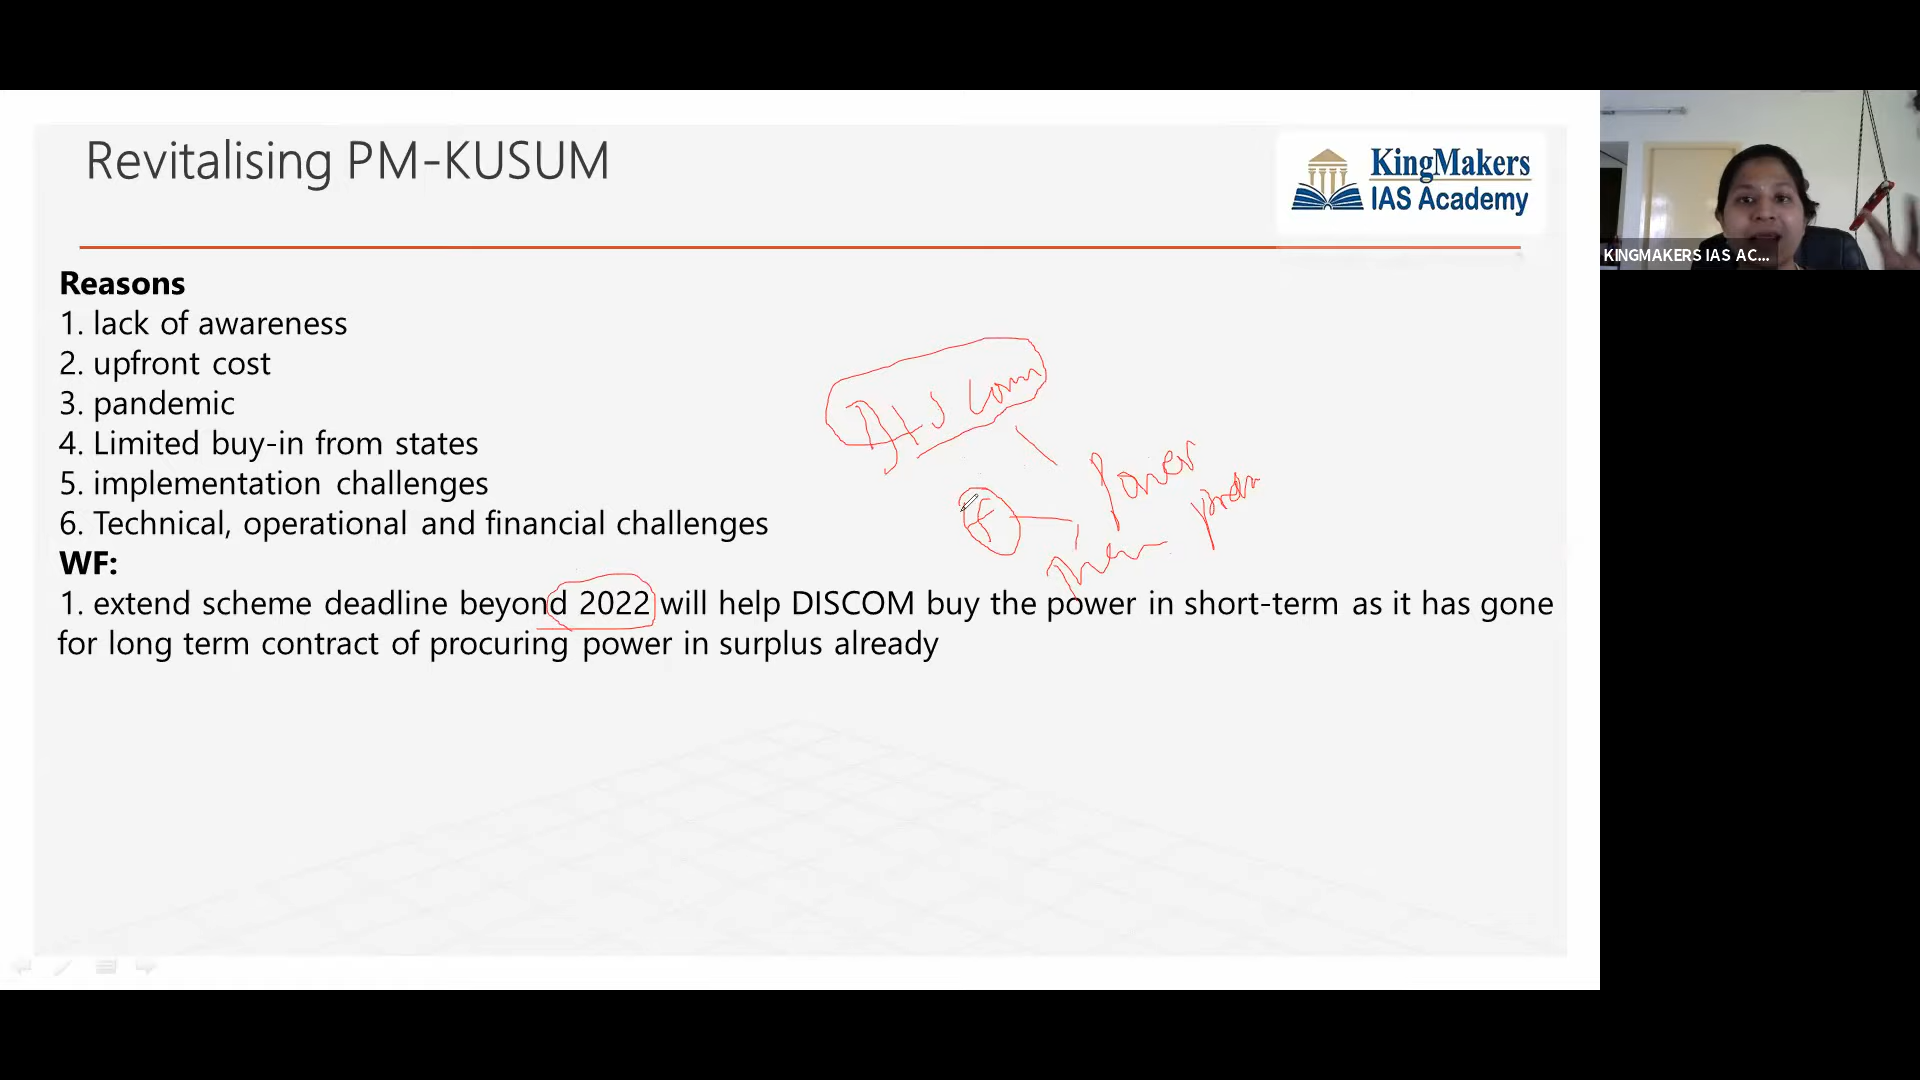 Revitalising PM-KUSUM
KingMakers
IAS Academy
KINGMAKERS IAS AC...
Reasons
1. lack of awareness
2. upfront cost
3. pandemic
4. Limited buy-in from states
5. implementation challenges
6. Technical, operational and financial challenges
DIS Com
Power
F
WF:
1. extend scheme deadline beyond 2022 will help DISCOM buy the power in short-term as it has gone
for long term contract of procuring power in surplus already